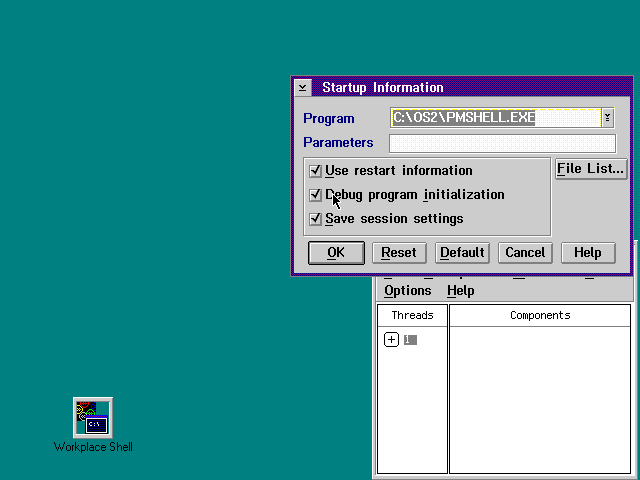 Startup Information
Program C:\OS2\PMSHELL.EXE
Parameters
Use restart information File List...
Debug program initialization
Save session settings
OK Reset Default Cancel Help
Options Help
Threads Components
1
Workplace Shell